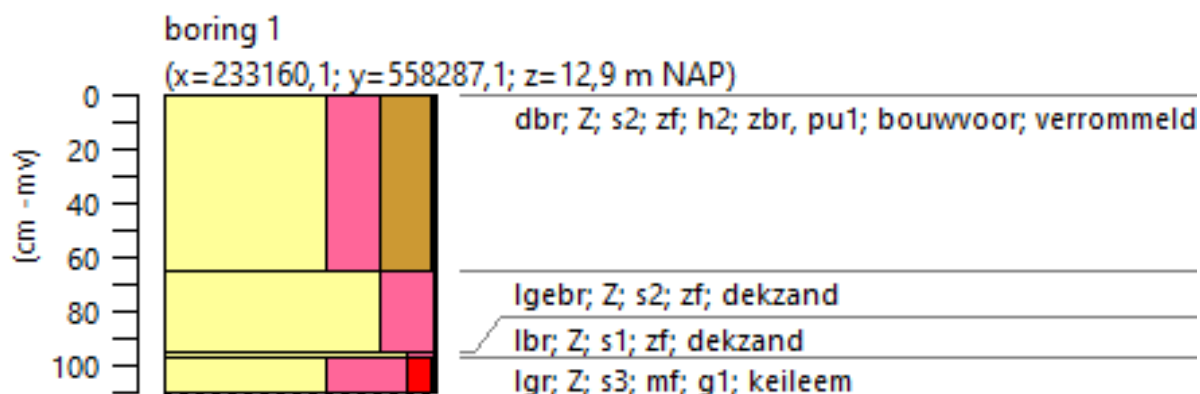 boring 1
(x=233160,1; y=558287,1; z=12,9 m NAP)
0
dbr; Z; s2; zf; h2; zbr, pu1; bouwvoor; verrommeld
20
(cm -mv)
40
60
lgebr; Z; s2; zf; dekzand
80
lbr; Z; s1; zf; dekzand
100
lgr; Z; s3; mf; g1; keileem